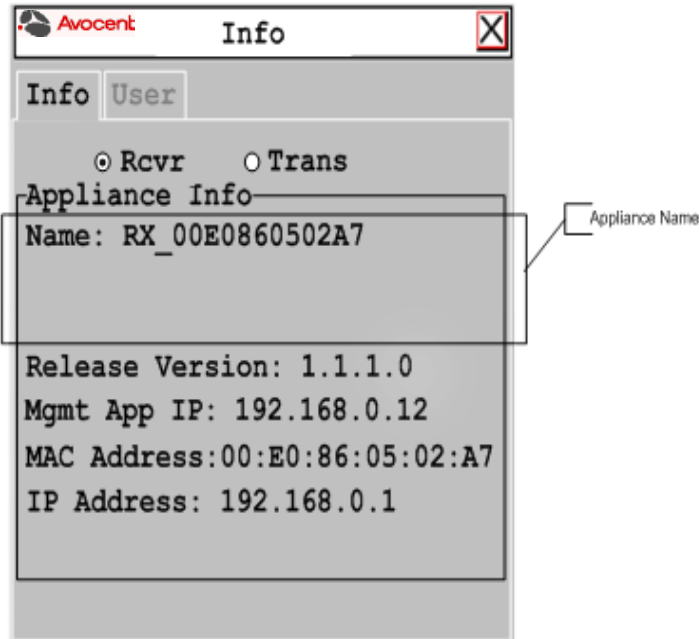 Avocent
Info
X
Info User
Rcvr Trans
Appliance Info
Name: RX_00E0860502A7
Appliance Name
Release Version: 1.1.1.0
Mgmt App IP: 192.168.0.12
MAC Address:00:E0:86:05:02:A7
IP Address: 192.168.0.1